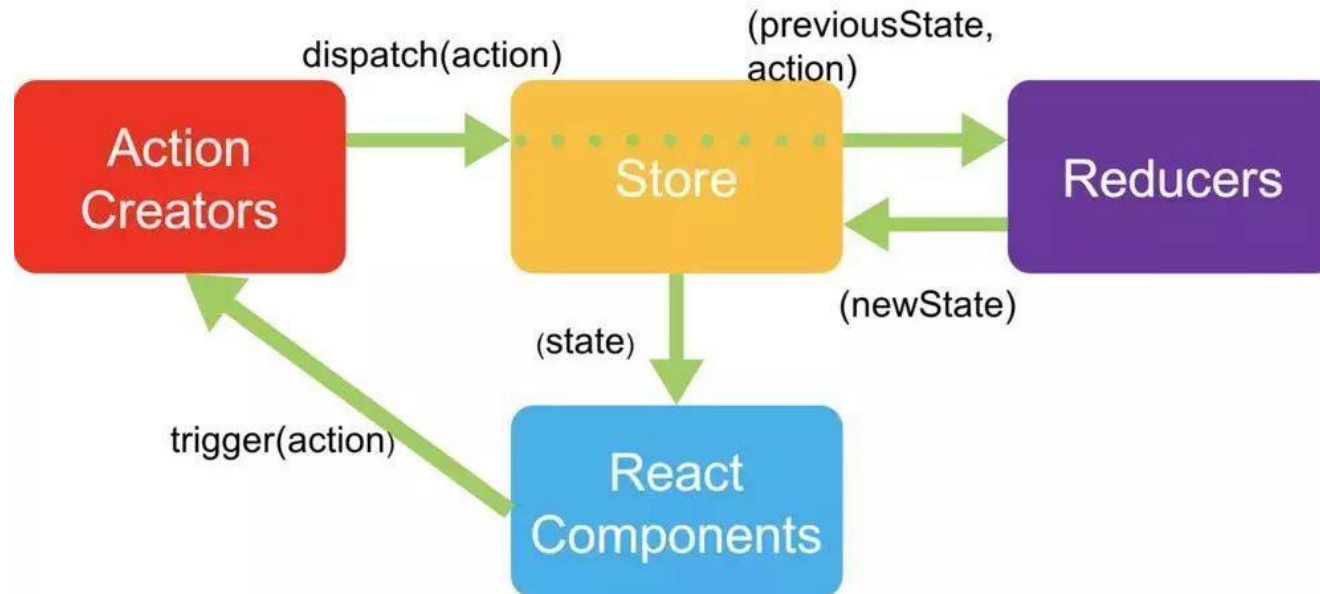 (previousState,
action)
dispatch(action)
Action
Creators
Store
Reducers
(newState)
(state)
trigger(action)
React
Components